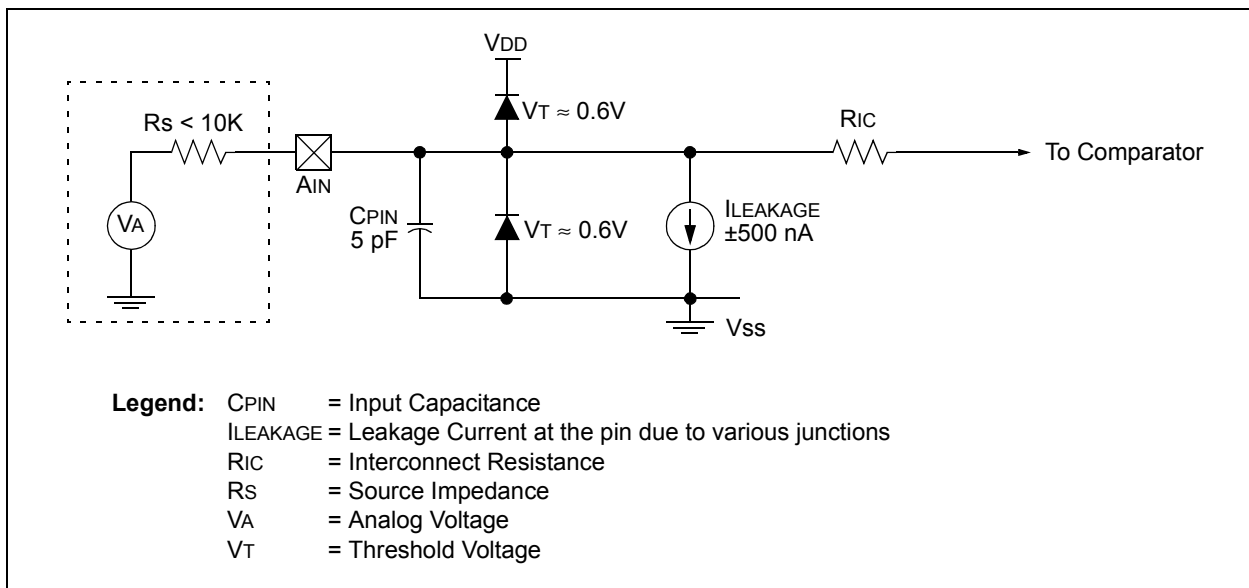 VDD
VT ≈ 0.6V
Rs < 10K
RIC
To Comparator
AIN
VA
CPIN
5 pF
VT ≈ 0.6V
ILEAKAGE
±500 nA
Vss
Legend: CPIN = Input Capacitance
ILEAKAGE = Leakage Current at the pin due to various junctions
RIC = Interconnect Resistance
RS = Source Impedance
VA = Analog Voltage
VT = Threshold Voltage